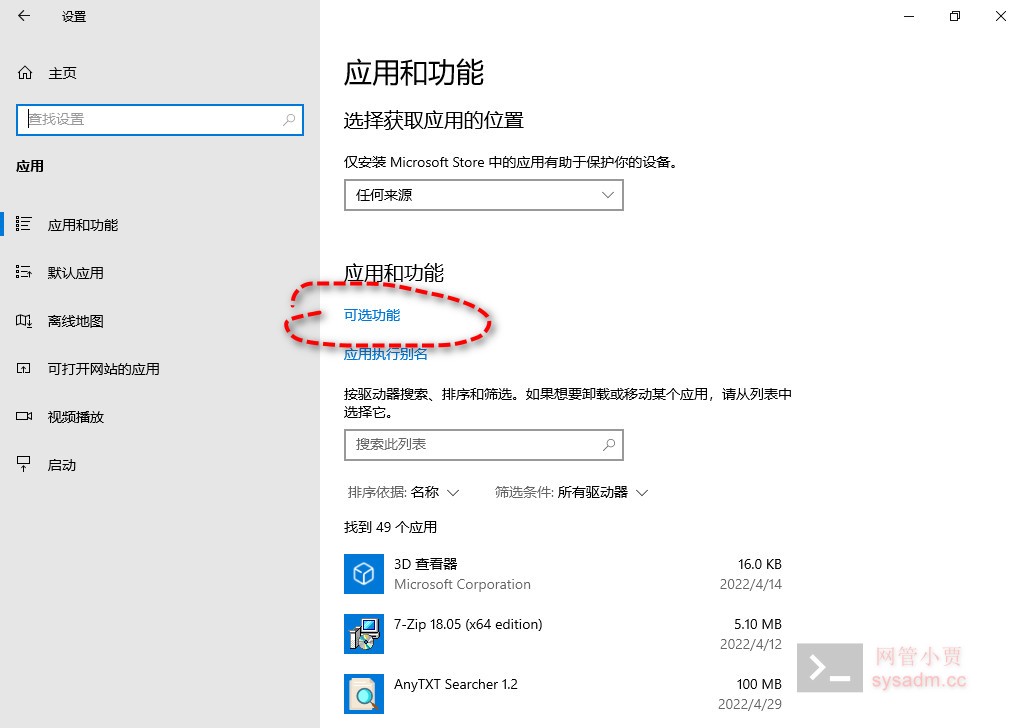 设置
主页
查找设置
应用
应用和功能
默认应用
离线地图
可打开网站的应用
视频播放
启动
应用和功能
选择获取应用的位置
仅安装 Microsoft Store 中的应用有助于保护你的设备。
任何来源
应用和功能
可选功能
应用执行别名
按驱动器搜索、排序和筛选。如果想要卸载或移动某个应用，请从列表中
选择它。
搜索此列表
排序依据: 名称 筛选条件: 所有驱动器
找到 49 个应用
3D 查看器 16.0 KB
Microsoft Corporation 2022/4/14
7-Zip 18.05 (x64 edition) 5.10 MB
2022/4/12
AnyTXT Searcher 1.2 100 MB
2022/4/29
网管小贾
sysadm.cc